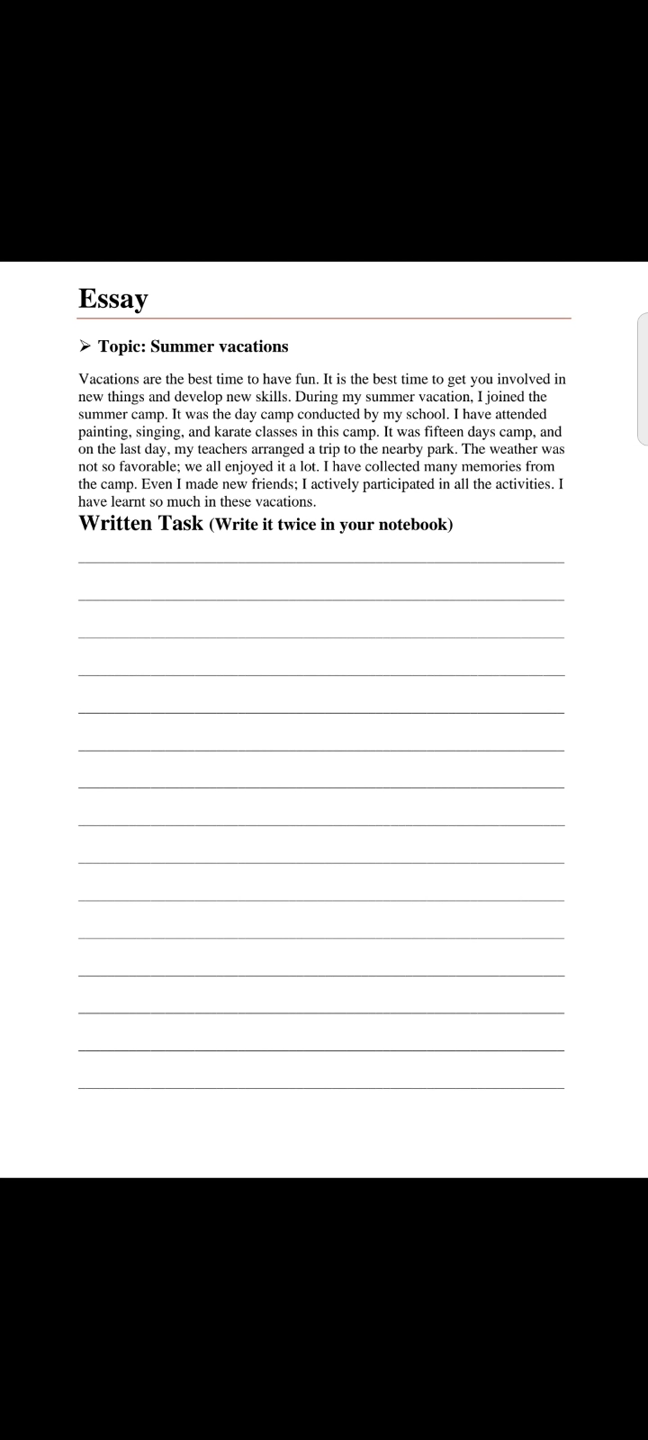 Essay
➢ Topic: Summer vacations
Vacations are the best time to have fun. It is the best time to get you involved in
new things and develop new skills. During my summer vacation, I joined the
summer camp. It was the day camp conducted by my school. I have attended
painting, singing, and karate classes in this camp. It was fifteen days camp, and
on the last day, my teachers arranged a trip to the nearby park. The weather was
not so favorable; we all enjoyed it a lot. I have collected many memories from
the camp. Even I made new friends; I actively participated in all the activities. I
have learnt so much in these vacations.
Written Task (Write it twice in your notebook)